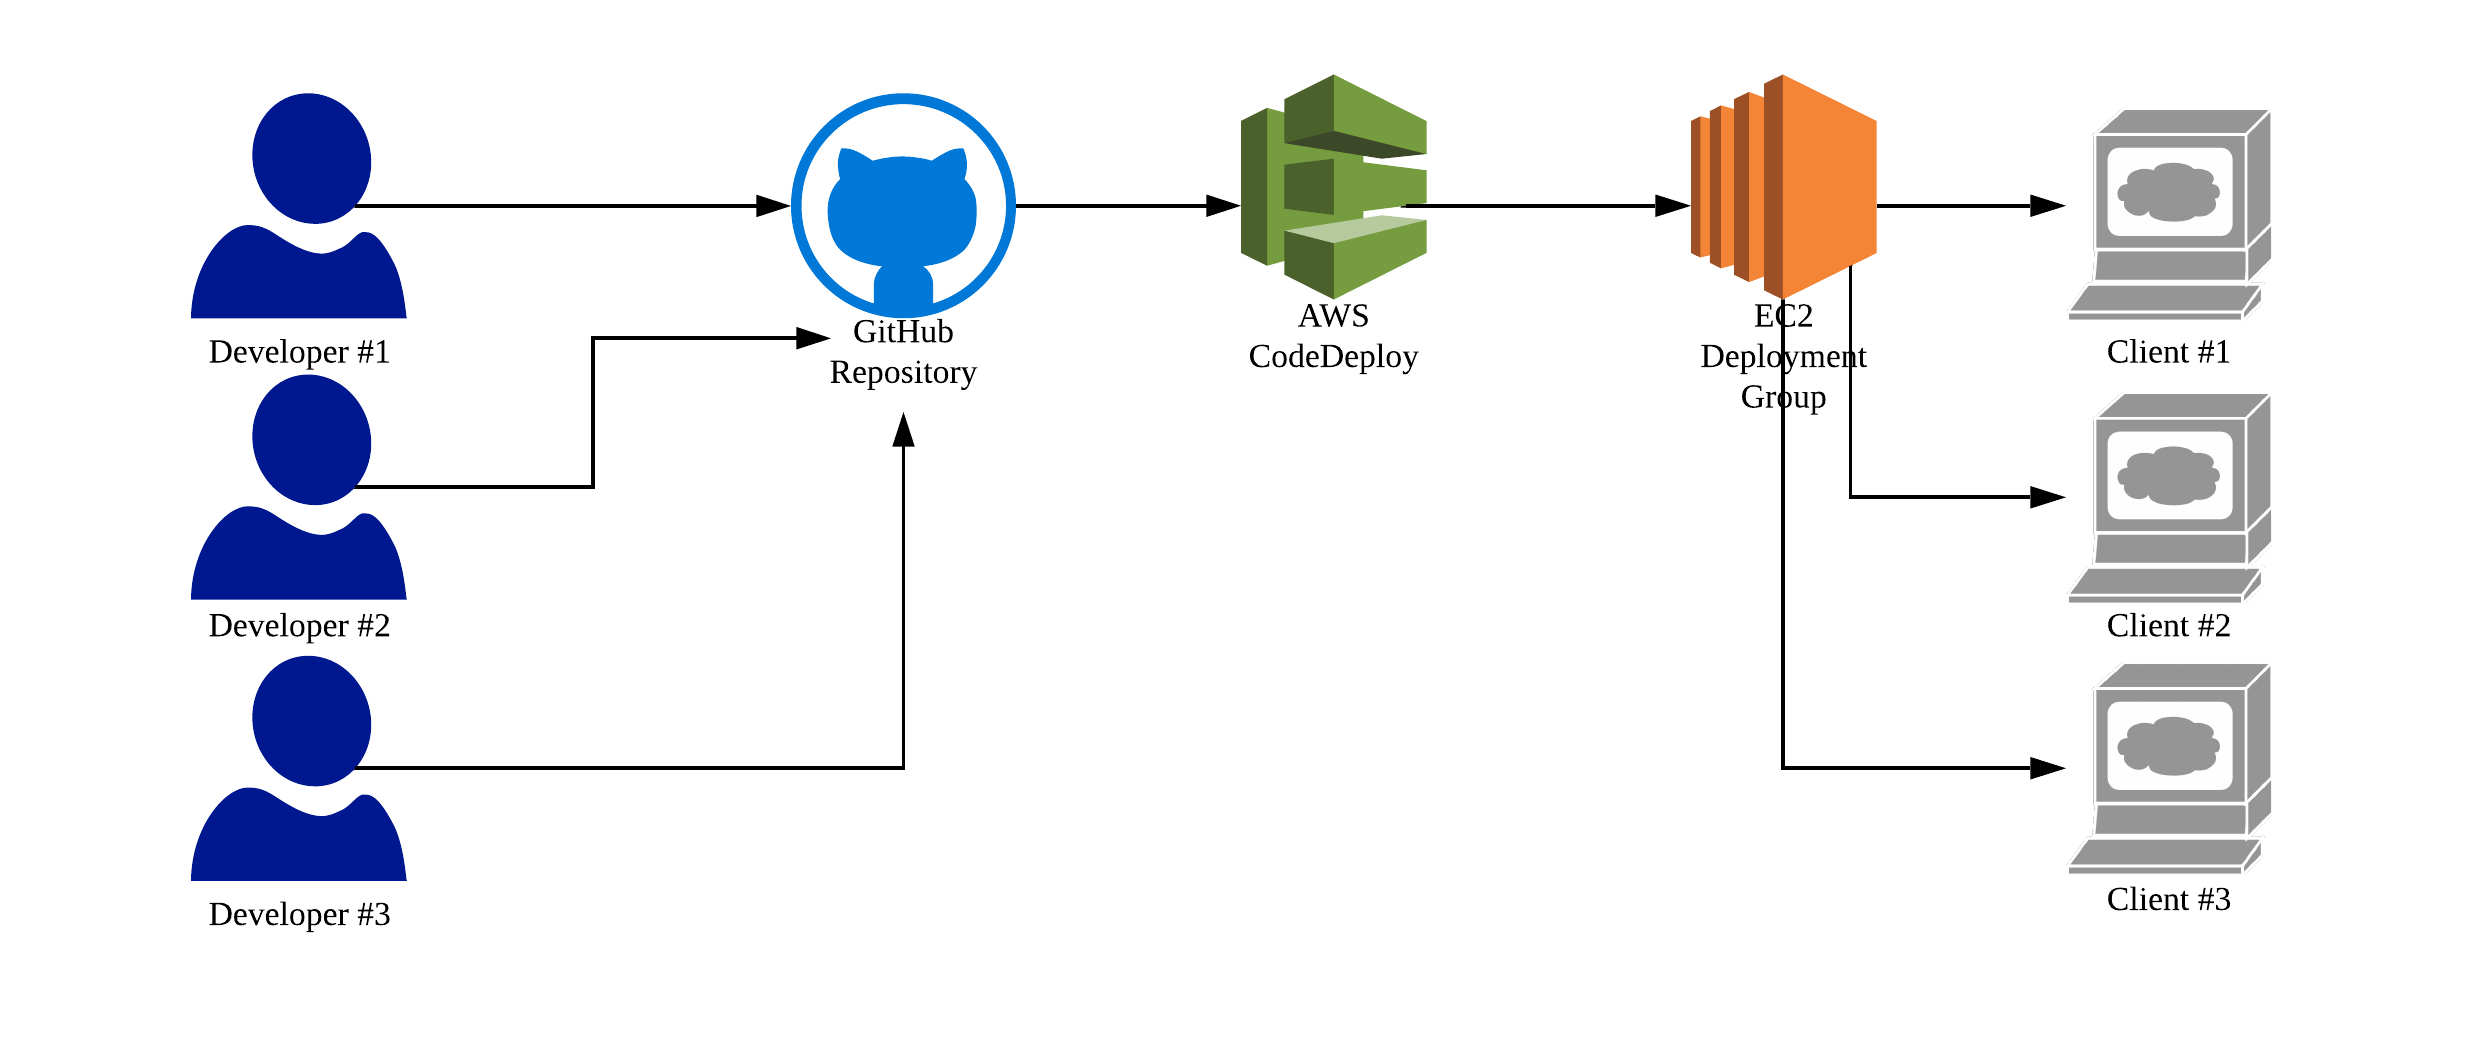 Developer #1
GitHub
Repository
AWS
CodeDeploy
EC2
Deployment
Group
Client #1
Developer #2
Client #2
Developer #3
Client #3